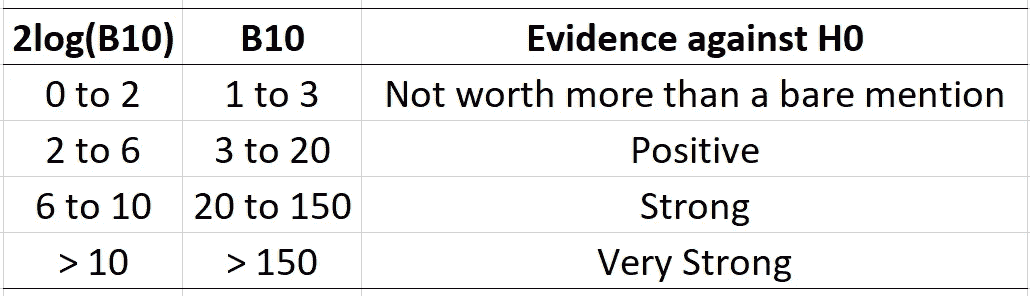 2log(B10) B10 Evidence against H0
0 to 2 1 to 3 Not worth more than a bare mention
2 to 6 3 to 20 Positive
6 to 10 20 to 150 Strong
> 10 > 150 Very Strong